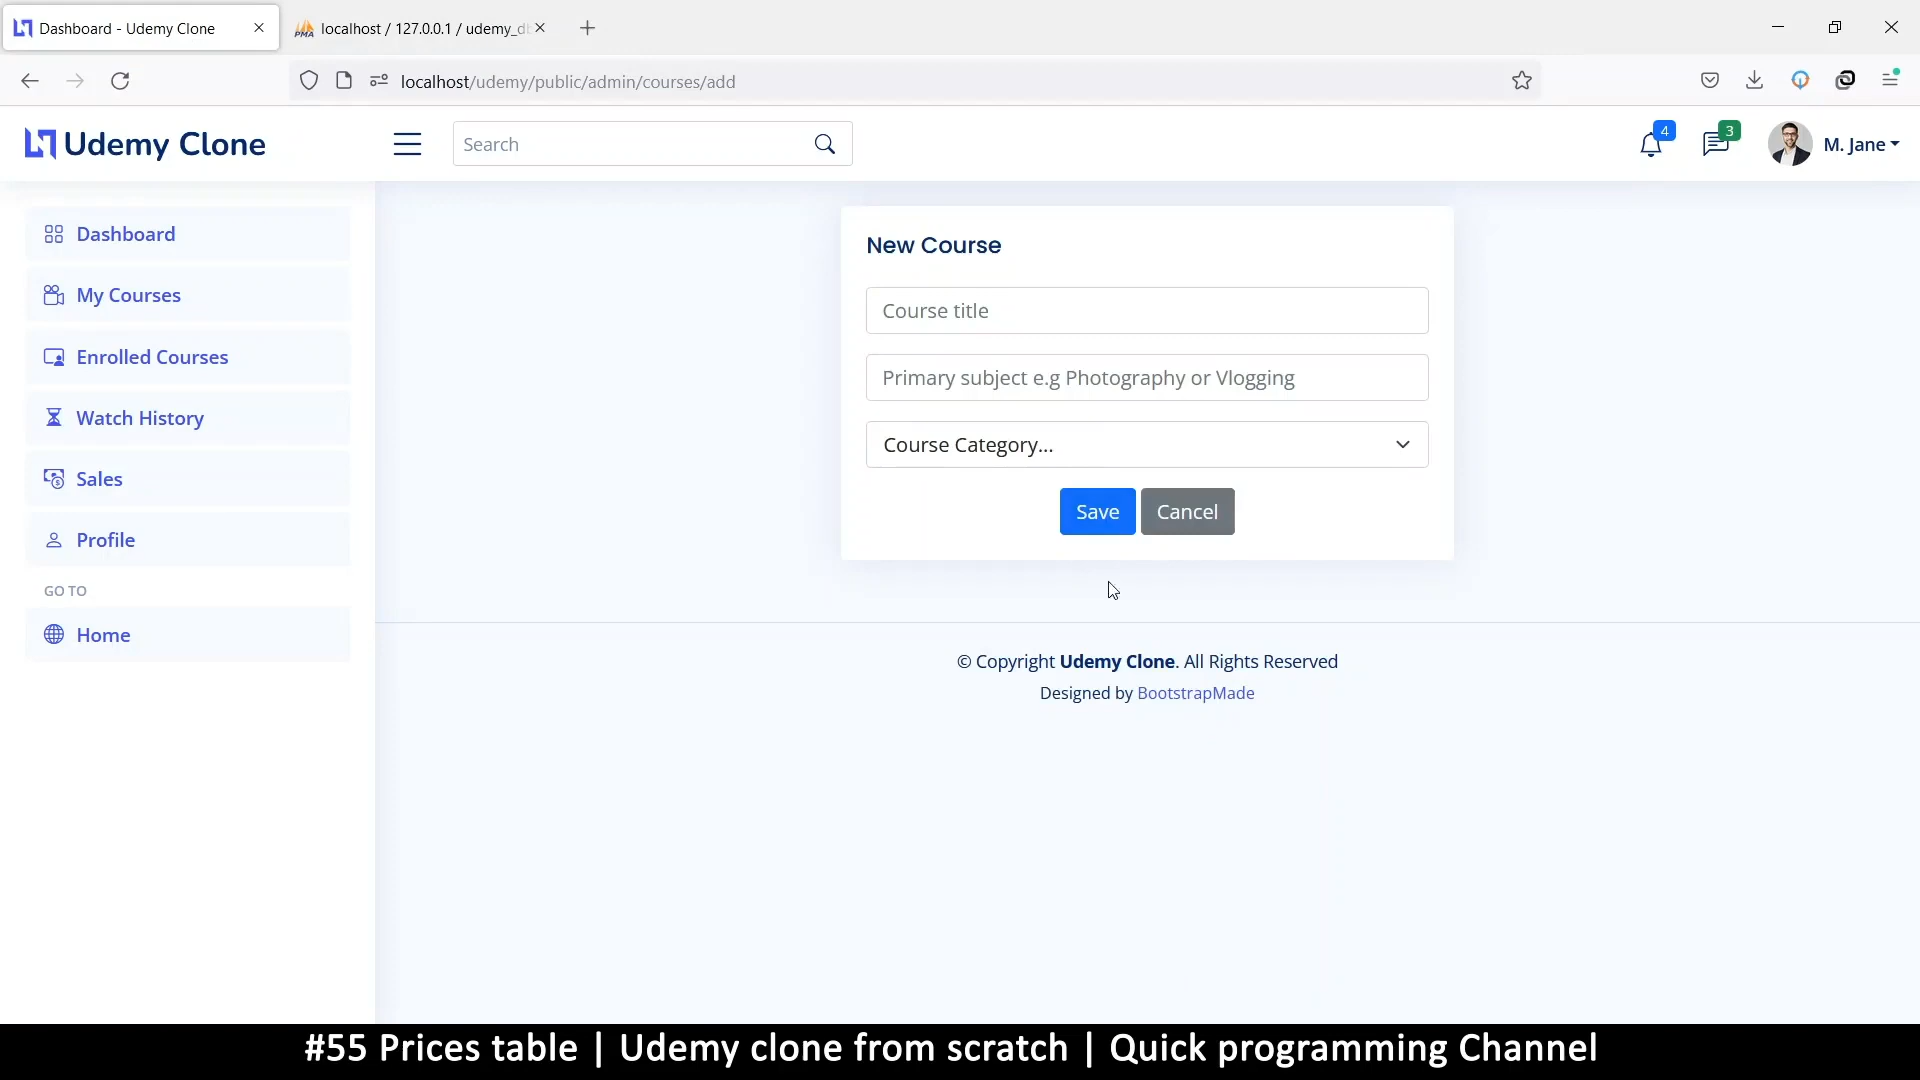 Dashboard - Udemy Clone
localhost / 127.0.0.1 / udemy_d
localhost/udemy/public/admin/courses/add
Udemy Clone
Search
4
3
M. Jane
Dashboard
My Courses
Enrolled Courses
Watch History
Sales
Profile
GO TO
Home
New Course
Course title
Primary subject e.g Photography or Vlogging
Course Category...
Save Cancel
© Copyright Udemy Clone. All Rights Reserved
Designed by BootstrapMade
#55 Prices table | Udemy clone from scratch | Quick programming Channel